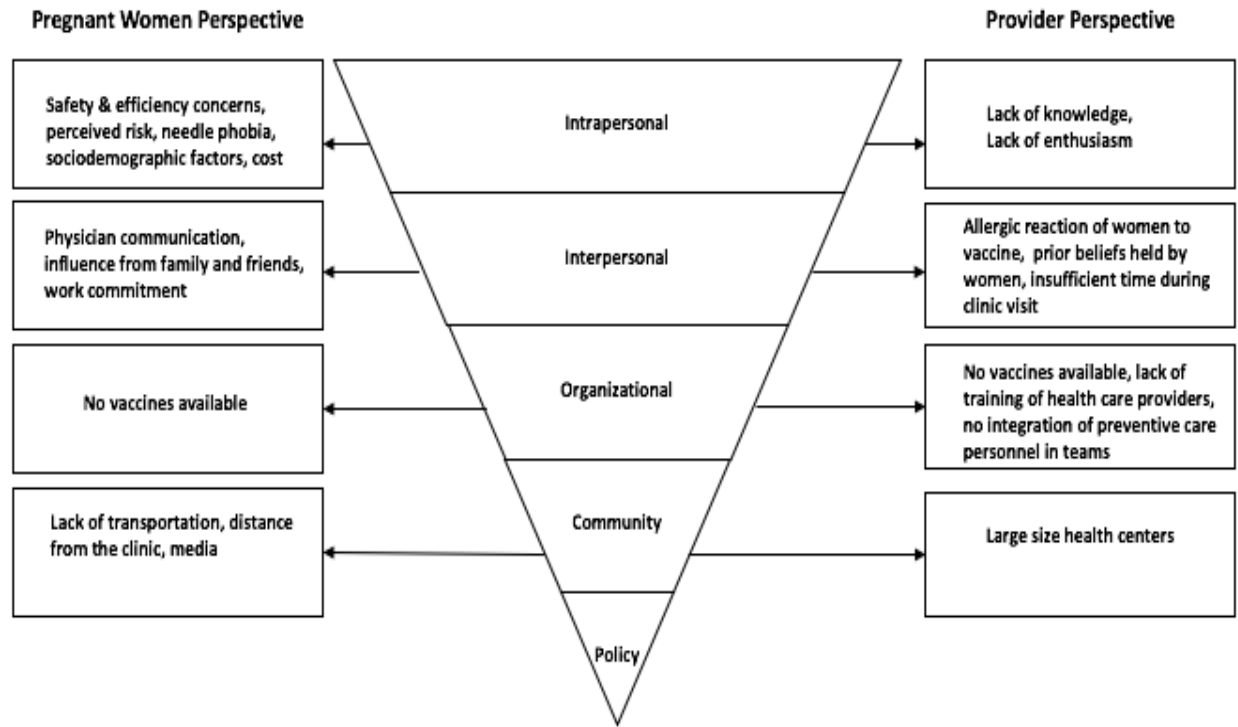 Pregnant Women Perspective
Provider Perspective
Safety & efficiency concerns,
perceived risk, needle phobia,
sociodemographic factors, cost
Intrapersonal
Lack of knowledge,
Lack of enthusiasm
Physician communication,
influence from family and friends,
work commitment
Interpersonal
Allergic reaction of women to
vaccine, prior beliefs held by
women, insufficient time during
clinic visit
No vaccines available
Organizational
No vaccines available, lack of
training of health care providers,
no integration of preventive care
personnel in teams
Lack of transportation, distance
from the clinic, media
Community
Large size health centers
Policy